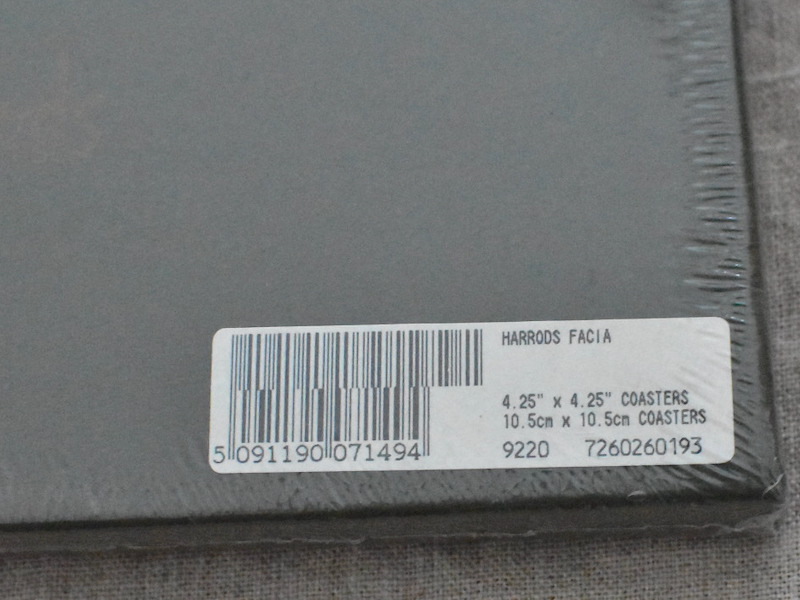 HARRODS FACIA
4.25" x 4.25" COASTERS
10.5cm x 10.5cm COASTERS
5 091190 071494
9220 7260260193